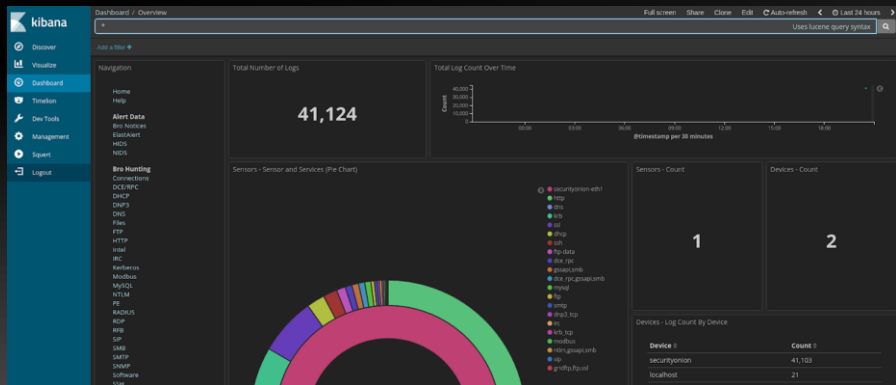 kibana
Discover
Visualize
Dashboard
Timelion
Dev Tools
Management
Squert
Logout
Dashboard / Overview
Full screen Share Clone Edit Auto-refresh Last 24 hours
*
Uses lucene query syntax
Add a filter +
Navigation
Home
Help
Alert Data
Bro Notices
ElastAlert
HIDS
NIDS
Bro Hunting
Connections
DCE/RPC
DHCP
DNP3
DNS
Files
FTP
HTTP
Intel
IRC
Kerberos
Modbus
MySQL
NTLM
PE
RADIUS
RDP
RFB
SIP
SMB
SMTP
SNMP
Software
Total Number of Logs
41,124
Total Log Count Over Time
Count
40,000
30,000
20,000
10,000
0
00:00 03:00 06:00 09:00 12:00 15:00 18:00
@timestamp per 30 minutes
Sensors - Sensor and Services (Pie Chart)
securityonion-eth1
http
dns
krb
ssl
dhcp
ssh
ftp-data
dce_rpc
gssapi,smb
dce_rpc,gssapi,smb
mysql
ftp
smtp
dnp3_tcp
irc
krb_tcp
modbus
ntlm,gssapi,smb
sip
gridftp,ftp,ssl
Sensors - Count
1
Devices - Count
2
Devices - Log Count By Device
Device Count
securityonion 41,103
localhost 21